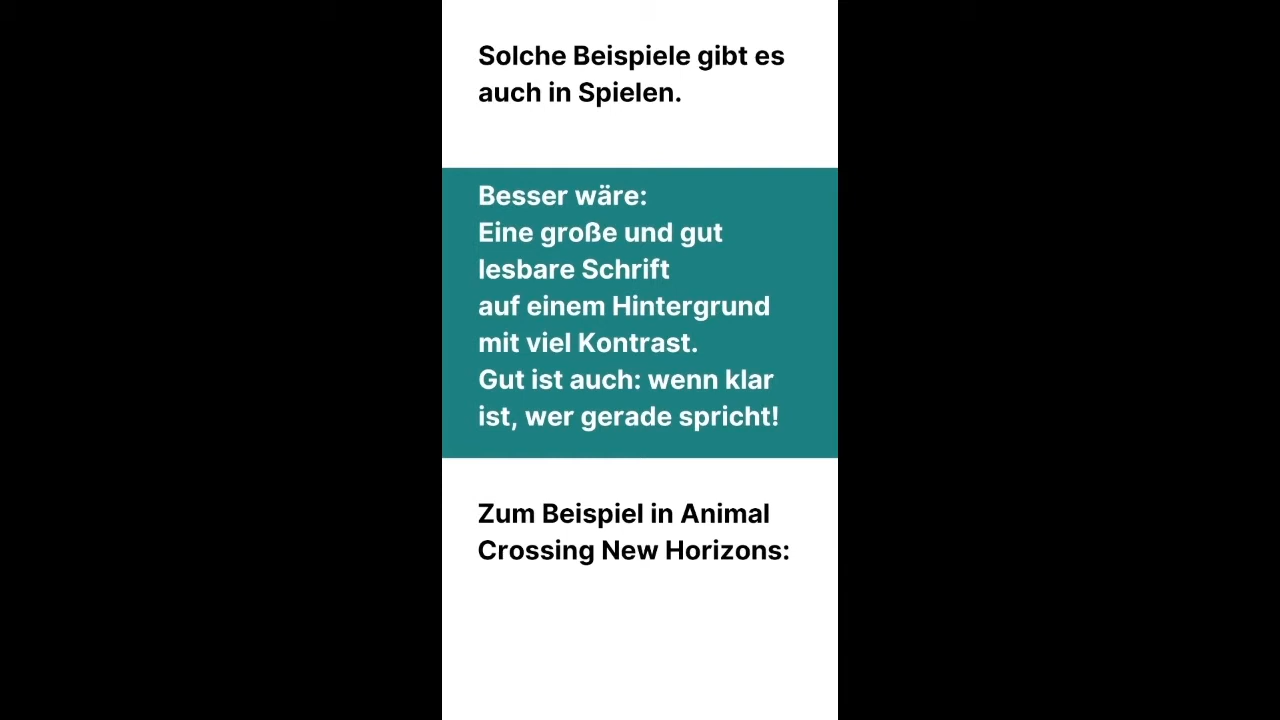 Solche Beispiele gibt es
auch in Spielen.
Besser wäre:
Eine große und gut
lesbare Schrift
auf einem Hintergrund
mit viel Kontrast.
Gut ist auch: wenn klar
ist, wer gerade spricht!
Zum Beispiel in Animal
Crossing New Horizons: